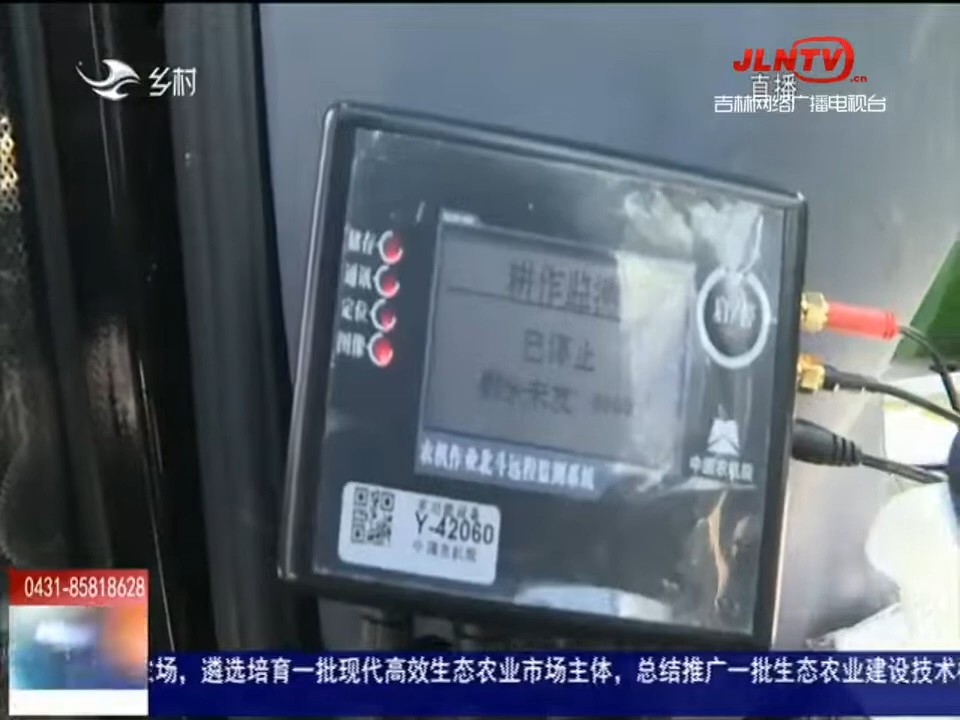 乡村
JLNTV.cn
直播
吉林网络广播电视台
储存
通讯
定位
图像
耕作监测
已停止
启/停
农机作业北斗远程监测系统
中国农机院
Y-42060
中国农机院
0431-85818628
场，遴选培育一批现代高效生态农业市场主体，总结推广一批生态农业建设技术